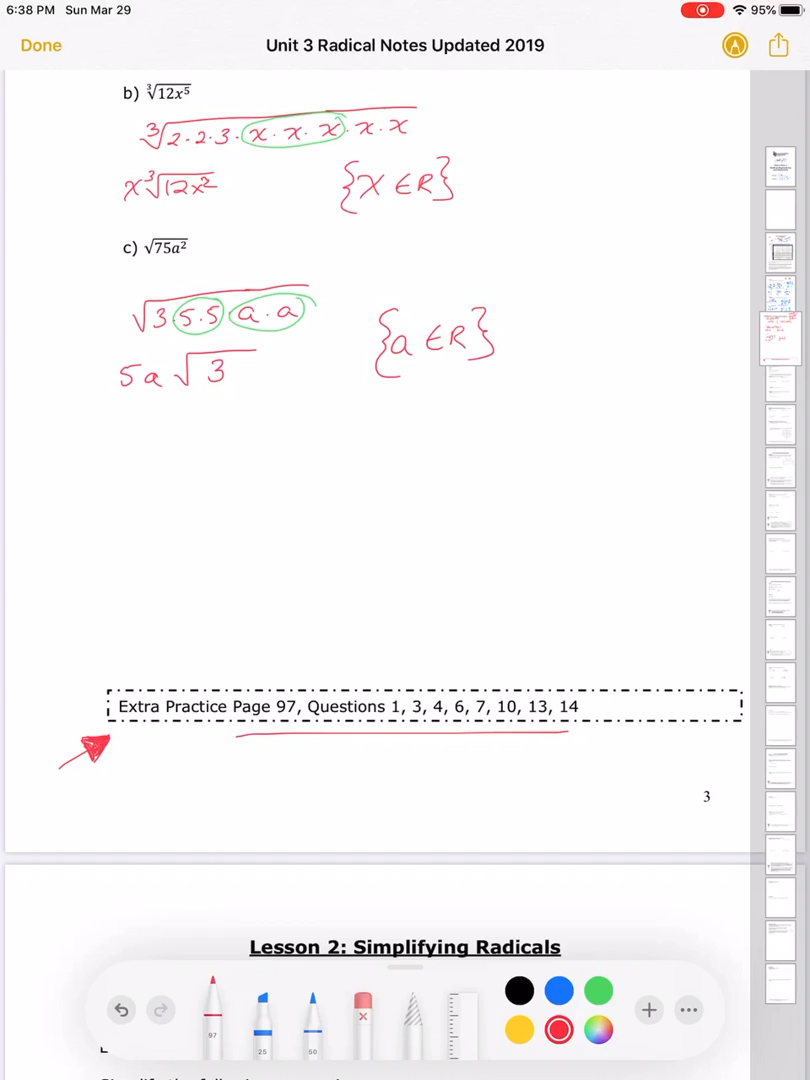 6:38 PM Sun Mar 29 95%
Done Unit 3 Radical Notes Updated 2019
b) ∛12x⁵
∛2·2·3·x·x·x·x·x
x∛12x² {x∈R}
c) √75a²
√3·5·5·a·a
5a√3 {a∈R}
Extra Practice Page 97, Questions 1, 3, 4, 6, 7, 10, 13, 14
3
Lesson 2: Simplifying Radicals
97 25 50